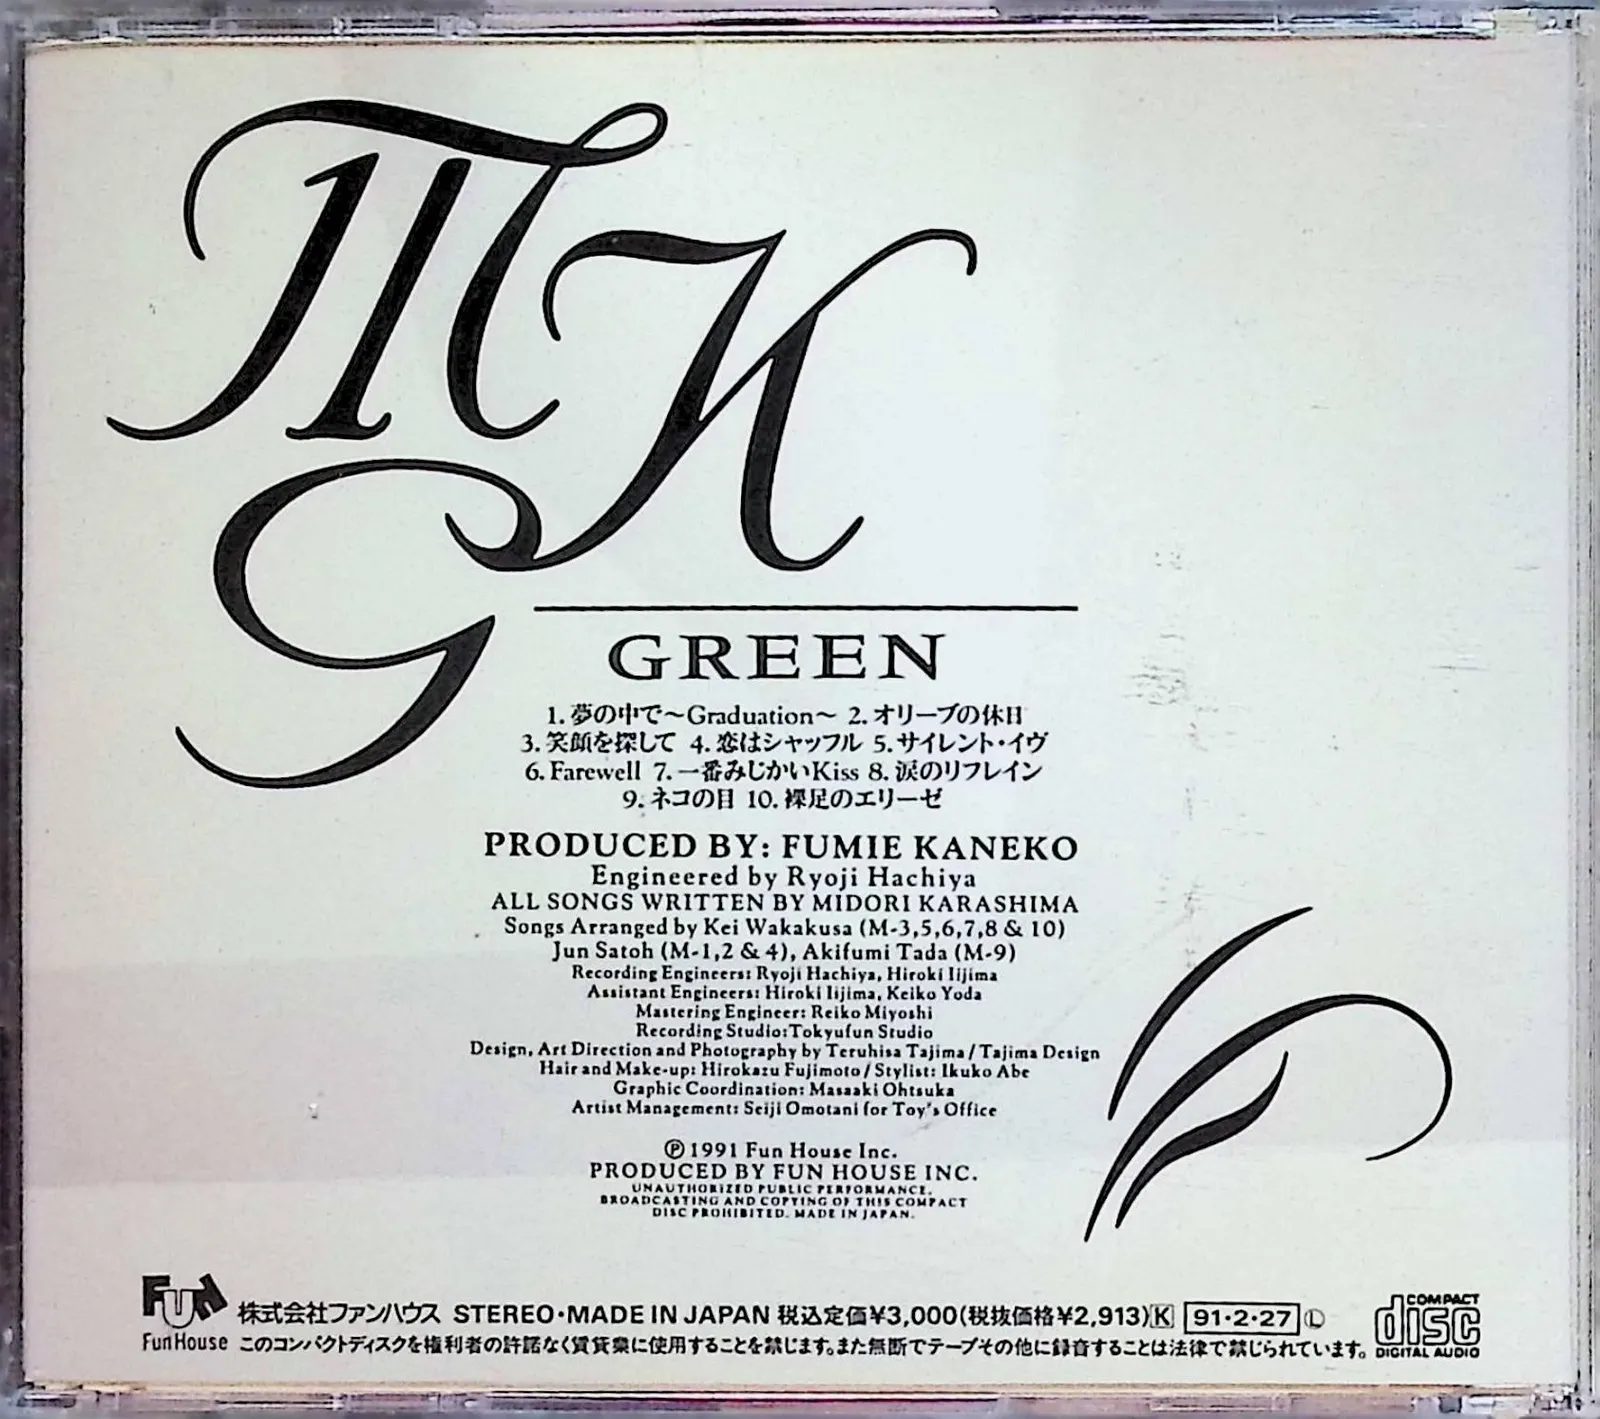 MK
G
GREEN
1. 夢の中で〜Graduation〜 2. オリーブの休日
3. 笑顔を探して 4. 恋はシャッフル 5. サイレント・イヴ
6. Farewell 7. 一番みじかいKiss 8. 涙のリフレイン
9. ネコの目 10. 裸足のエリーゼ
PRODUCED BY: FUMIE KANEKO
Engineered by Ryoji Hachiya
ALL SONGS WRITTEN BY MIDORI KARASHIMA
Songs Arranged by Kei Wakakusa (M-3,5,6,7,8 & 10)
Jun Satoh (M-1,2 & 4), Akifumi Tada (M-9)
Recording Engineers: Ryoji Hachiya, Hiroki Iijima
Assistant Engineers: Hiroki Iijima, Keiko Yoda
Mastering Engineer: Reiko Miyoshi
Recording Studio:Tokyufun Studio
Design, Art Direction and Photography by Teruhisa Tajima / Tajima Design
Hair and Make-up: Hirokazu Fujimoto / Stylist: Ikuko Abe
Graphic Coordination: Masaaki Ohtsuka
Artist Management: Seiji Omotani for Toy's Office
Ⓟ 1991 Fun House Inc.
PRODUCED BY FUN HOUSE INC.
UNAUTHORIZED PUBLIC PERFORMANCE,
BROADCASTING AND COPYING OF THIS COMPACT
DISC PROHIBITED. MADE IN JAPAN.
FUN 株式会社ファンハウス STEREO・MADE IN JAPAN 税込定価¥3,000(税抜価格¥2,913)K 91・2・27 Ⓛ
Fun House このコンパクトディスクを権利者の許諾なく賃貸業に使用することを禁じます。また無断でテープその他に録音することは法律で禁じられています。
COMPACT
disc
DIGITAL AUDIO